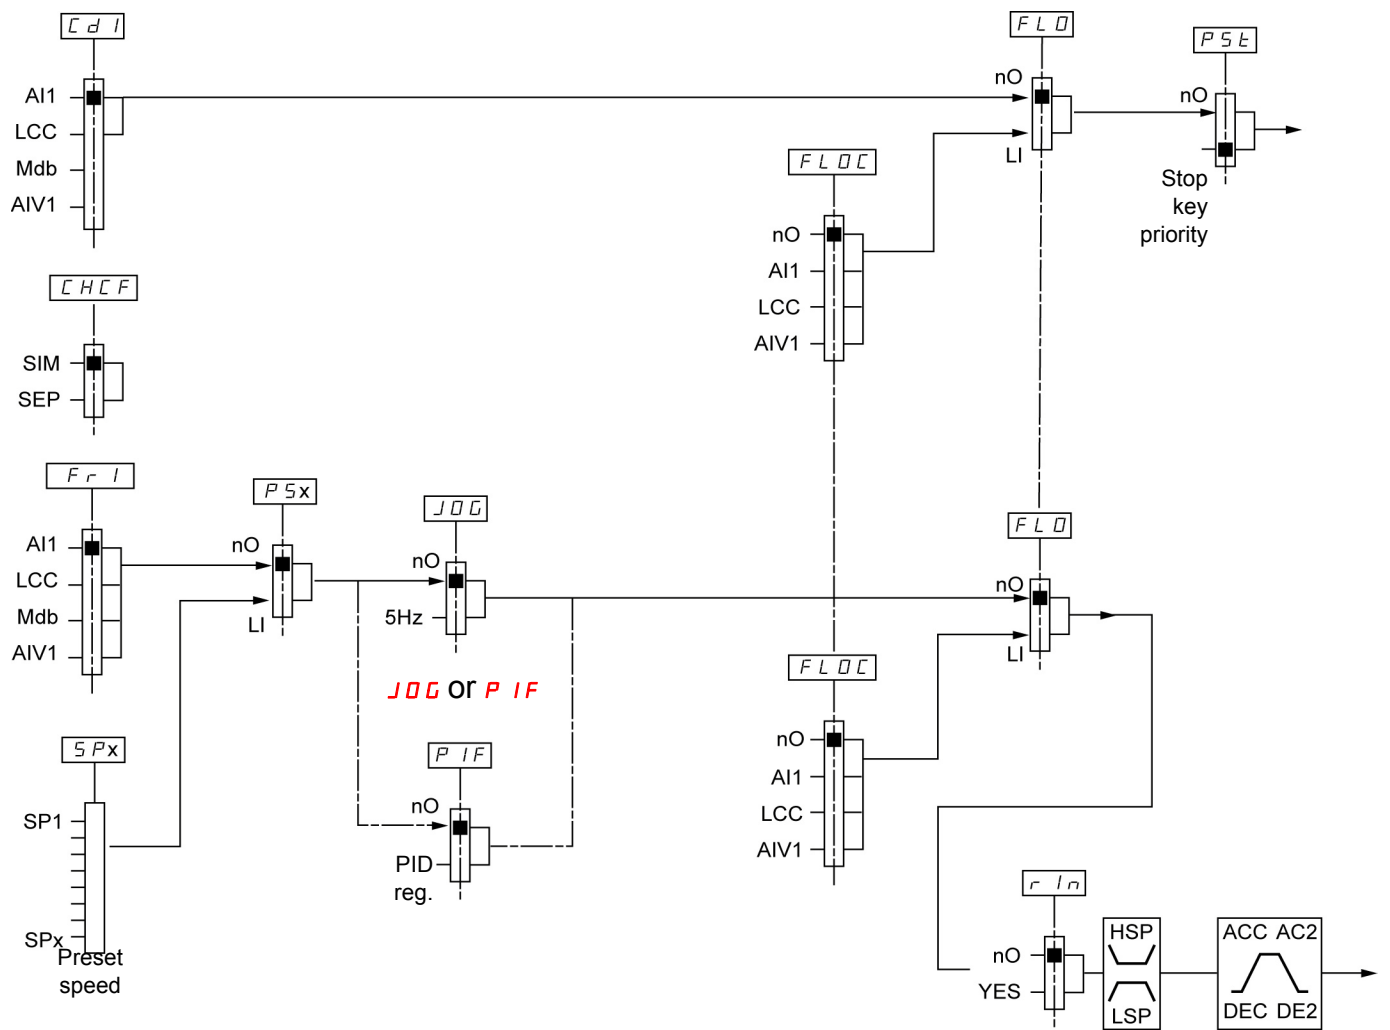 Cd1
AI1
LCC
Mdb
AIV1
FLO
nO
LI
PSt
nO
Stop
key
priority
FLOC
nO
AI1
LCC
AIV1
CHCF
SIM
SEP
Fr1
AI1
LCC
Mdb
AIV1
PSx
nO
LI
JOG
nO
5Hz
JOG or PIF
FLO
nO
LI
SPx
SP1
SPx
Preset
speed
PIF
nO
PID
reg.
FLOC
nO
AI1
LCC
AIV1
rIn
nO
YES
HSP
LSP
ACC AC2
DEC DE2